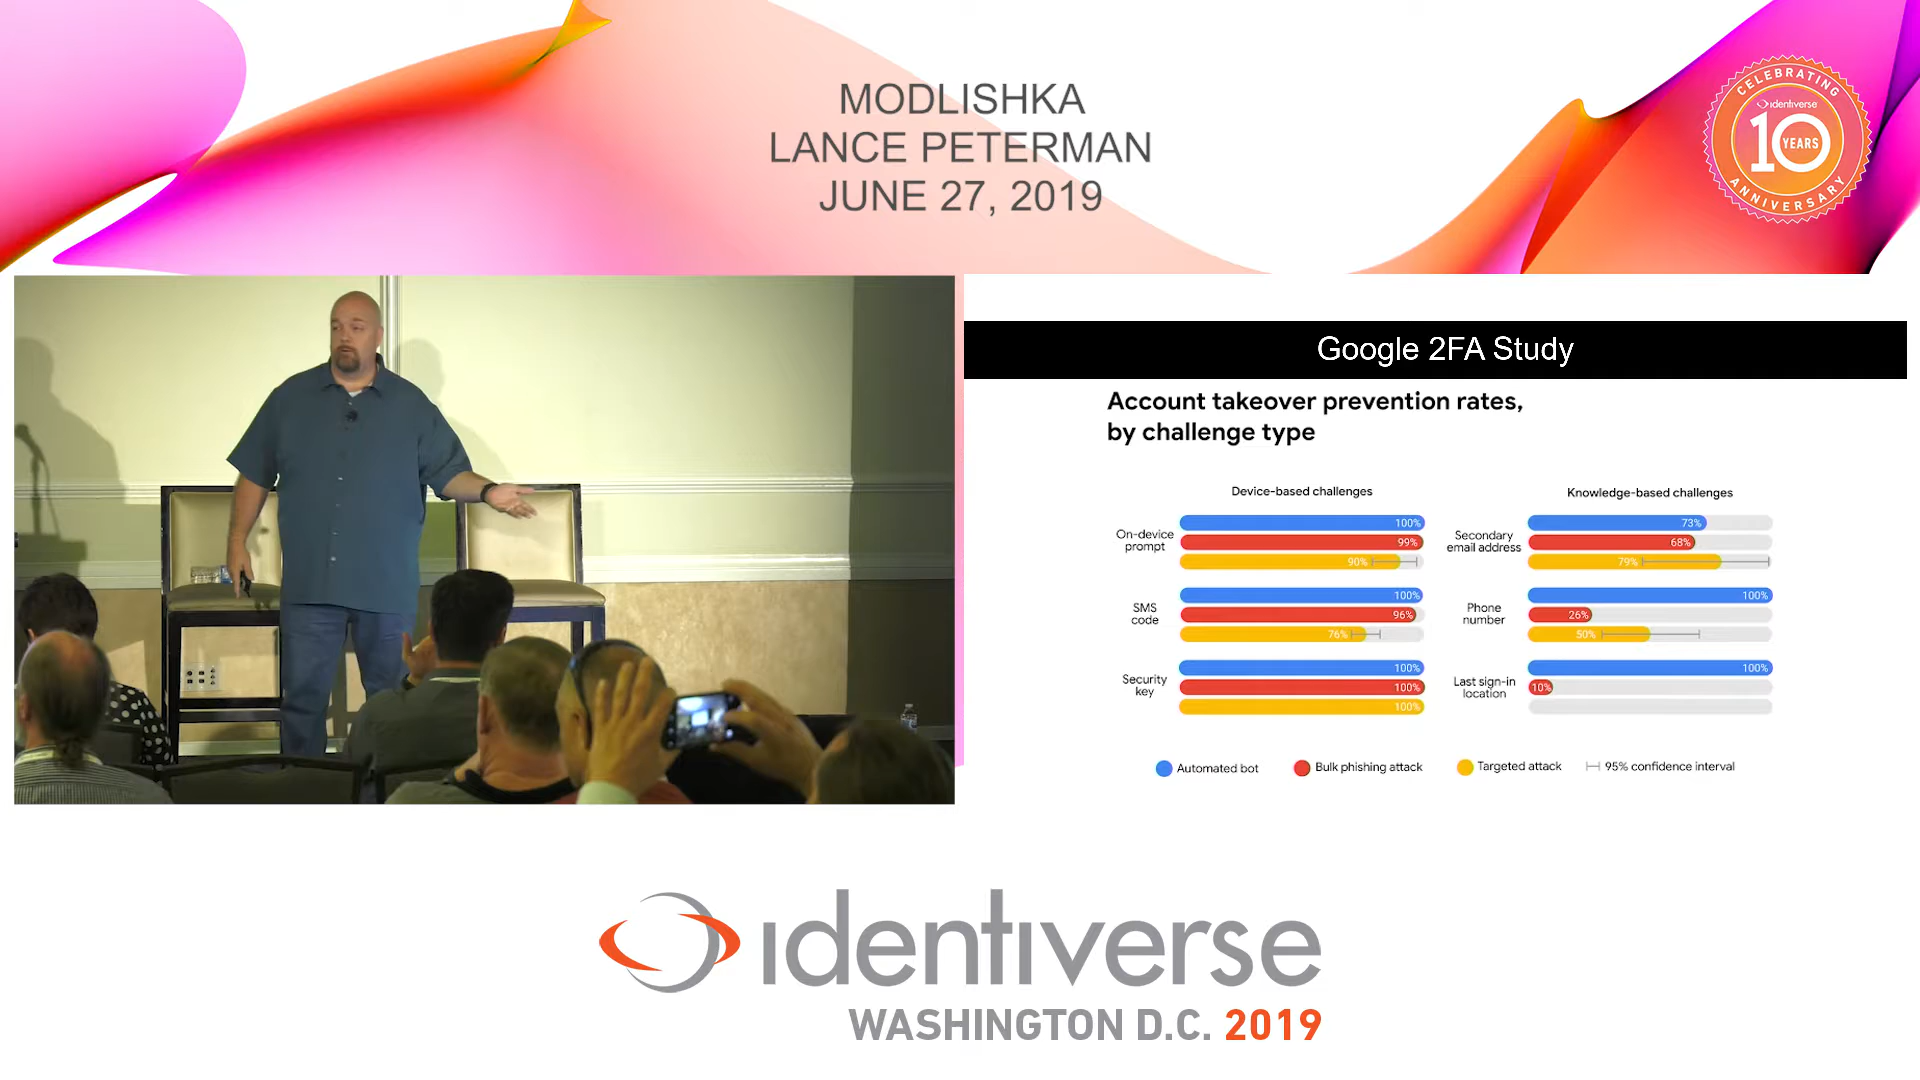 MODLISHKA
LANCE PETERMAN
JUNE 27, 2019
CELEBRATING
identiverse
10 YEARS
ANNIVERSARY
Google 2FA Study
Account takeover prevention rates,
by challenge type
Device-based challenges
On-device
prompt
100%
99%
90%
SMS
code
100%
96%
76%
Security
key
100%
100%
100%
Knowledge-based challenges
Secondary
email address
73%
68%
79%
Phone
number
100%
26%
50%
Last sign-in
location
100%
10%
Automated bot
Bulk phishing attack
Targeted attack
95% confidence interval
identiverse
WASHINGTON D.C. 2019